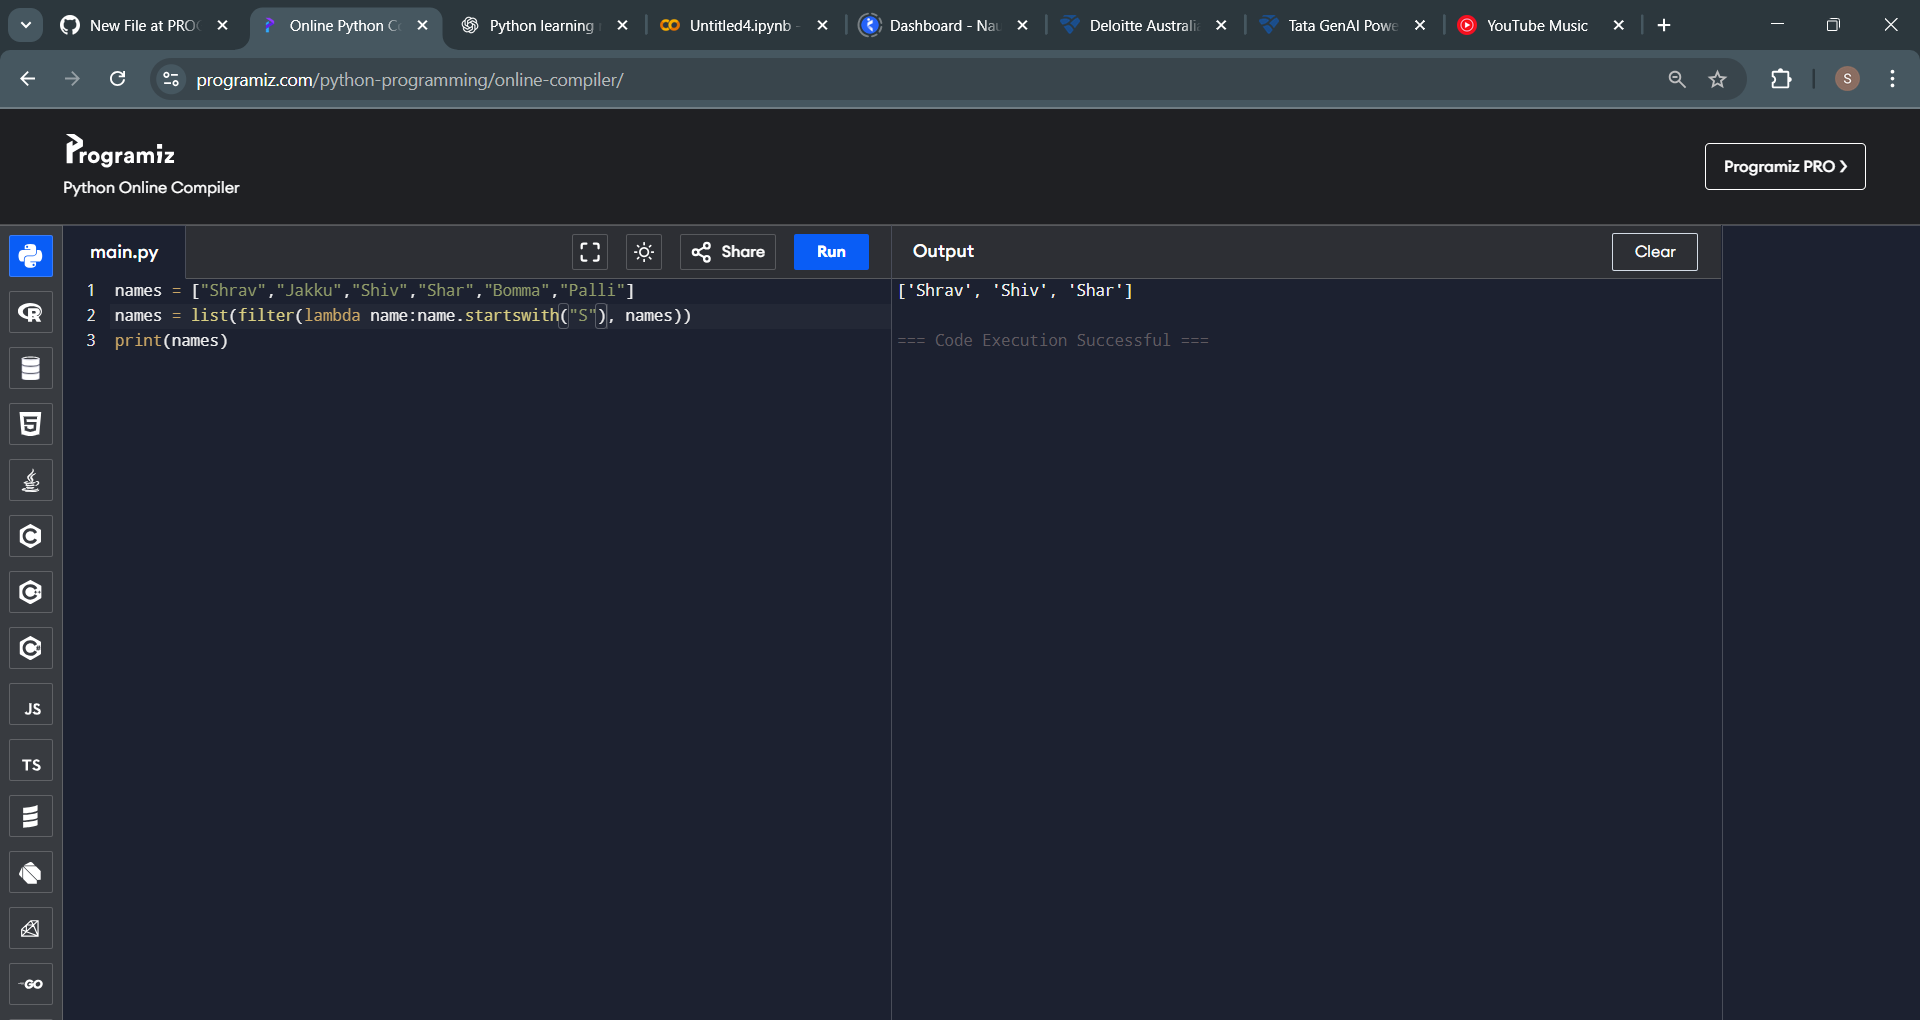 New File at PRO
Online Python C
Python learning
Untitled4.ipynb -
Dashboard - Nau
Deloitte Australi
Tata GenAI Powe
YouTube Music
programiz.com/python-programming/online-compiler/
S
Programiz
Python Online Compiler
Programiz PRO
main.py
Share
Run
Output
Clear
1 names = ["Shrav","Jakku","Shiv","Shar","Bomma","Palli"]
2 names = list(filter(lambda name:name.startswith("S"), names))
3 print(names)
['Shrav', 'Shiv', 'Shar']
=== Code Execution Successful ===
R
5
C
C
C
JS
TS
GO